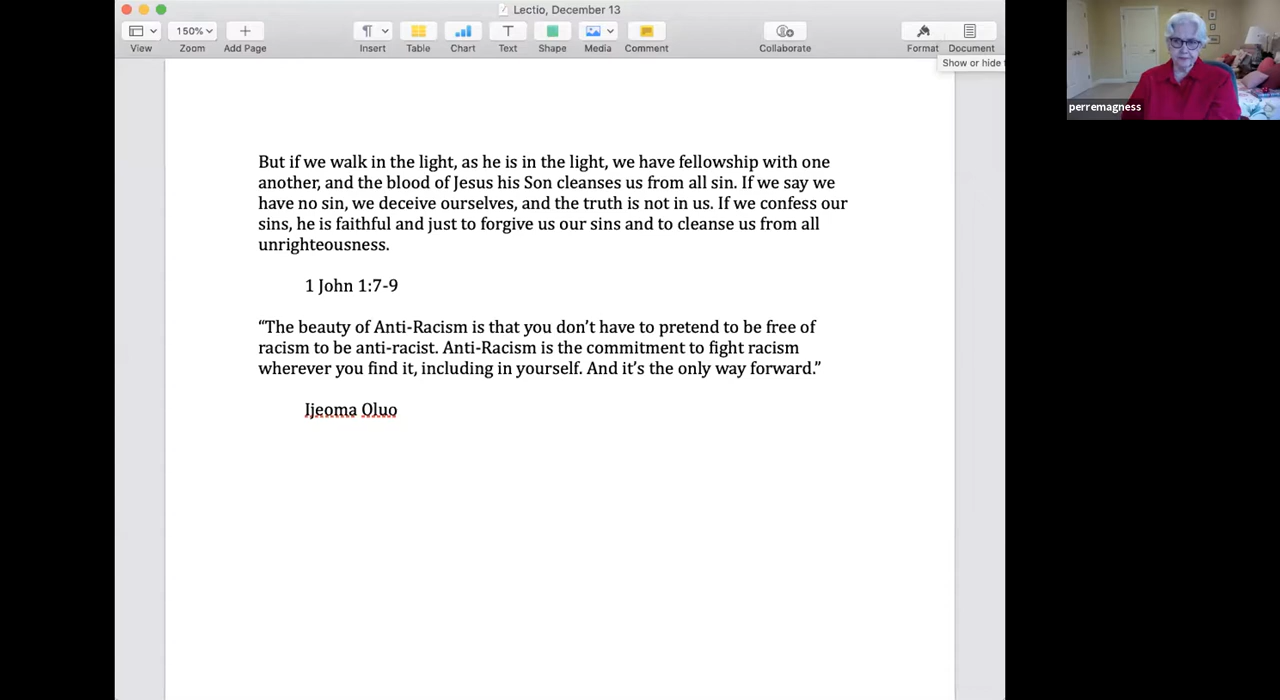 Lectio, December 13
150%
View
Zoom
Add Page
Insert
Table
Chart
Text
Shape
Media
Comment
Collaborate
Format
Document
Show or hide
perremagness
But if we walk in the light, as he is in the light, we have fellowship with one
another, and the blood of Jesus his Son cleanses us from all sin. If we say we
have no sin, we deceive ourselves, and the truth is not in us. If we confess our
sins, he is faithful and just to forgive us our sins and to cleanse us from all
unrighteousness.
1 John 1:7-9
“The beauty of Anti-Racism is that you don’t have to pretend to be free of
racism to be anti-racist. Anti-Racism is the commitment to fight racism
wherever you find it, including in yourself. And it’s the only way forward.”
Ijeoma Oluo